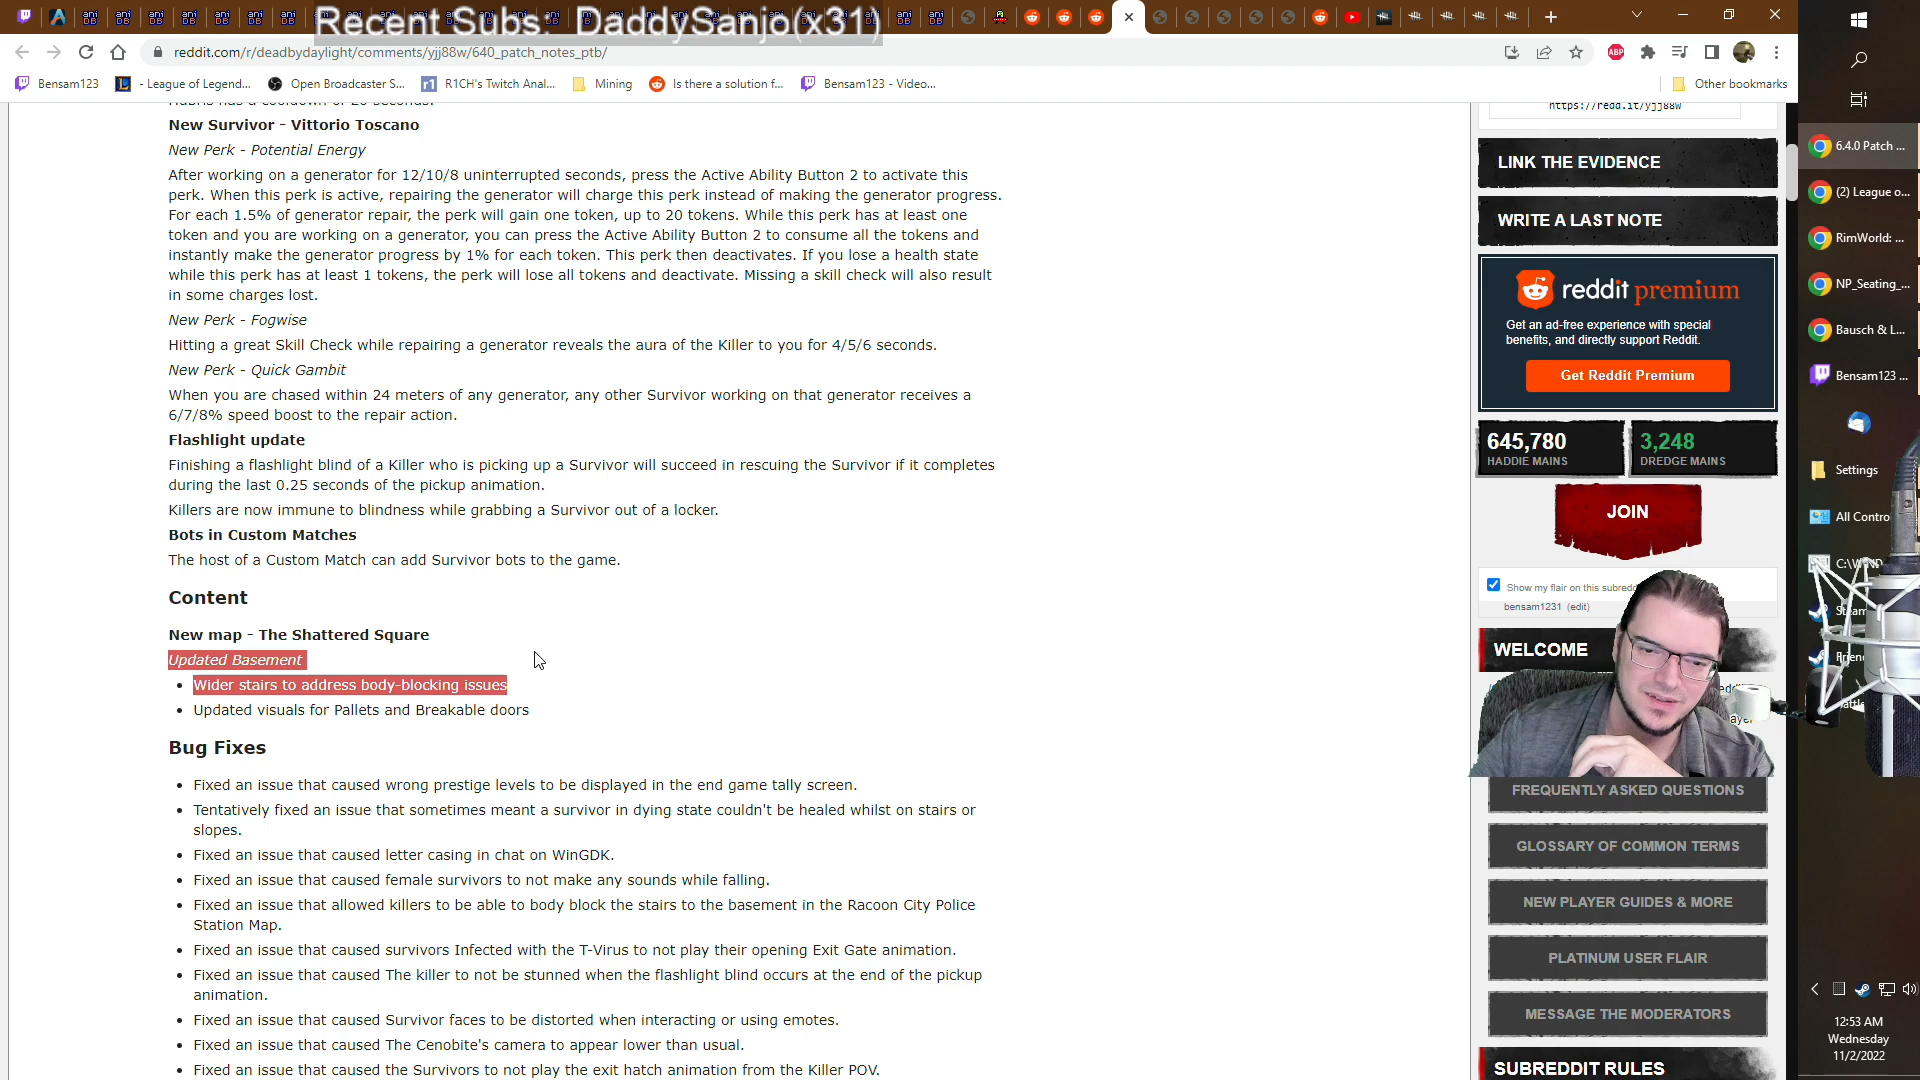 Recent Subs:  DaddySanjo(x31)
reddit.com/r/deadbydaylight/comments/yjj88w/640_patch_notes_ptb/
Bensam123
- League of Legend...
Open Broadcaster S...
R1CH's Twitch Anal...
Mining
Is there a solution f...
Bensam123 - Video...
Other bookmarks
https://redd.it/yjj88w
New Survivor - Vittorio Toscano
New Perk - Potential Energy
After working on a generator for 12/10/8 uninterrupted seconds, press the Active Ability Button 2 to activate this
perk. When this perk is active, repairing the generator will charge this perk instead of making the generator progress.
For each 1.5% of generator repair, the perk will gain one token, up to 20 tokens. While this perk has at least one
token and you are working on a generator, you can press the Active Ability Button 2 to consume all the tokens and
instantly make the generator progress by 1% for each token. This perk then deactivates. If you lose a health state
while this perk has at least 1 tokens, the perk will lose all tokens and deactivate. Missing a skill check will also result
in some charges lost.
New Perk - Fogwise
Hitting a great Skill Check while repairing a generator reveals the aura of the Killer to you for 4/5/6 seconds.
New Perk - Quick Gambit
When you are chased within 24 meters of any generator, any other Survivor working on that generator receives a
6/7/8% speed boost to the repair action.
Flashlight update
Finishing a flashlight blind of a Killer who is picking up a Survivor will succeed in rescuing the Survivor if it completes
during the last 0.25 seconds of the pickup animation.
Killers are now immune to blindness while grabbing a Survivor out of a locker.
Bots in Custom Matches
The host of a Custom Match can add Survivor bots to the game.
Content
New map - The Shattered Square
Updated Basement
• Wider stairs to address body-blocking issues
• Updated visuals for Pallets and Breakable doors
Bug Fixes
• Fixed an issue that caused wrong prestige levels to be displayed in the end game tally screen.
• Tentatively fixed an issue that sometimes meant a survivor in dying state couldn't be healed whilst on stairs or
slopes.
• Fixed an issue that caused letter casing in chat on WinGDK.
• Fixed an issue that caused female survivors to not make any sounds while falling.
• Fixed an issue that allowed killers to be able to body block the stairs to the basement in the Racoon City Police
Station Map.
• Fixed an issue that caused survivors Infected with the T-Virus to not play their opening Exit Gate animation.
• Fixed an issue that caused The killer to not be stunned when the flashlight blind occurs at the end of the pickup
animation.
• Fixed an issue that caused Survivor faces to be distorted when interacting or using emotes.
• Fixed an issue that caused The Cenobite's camera to appear lower than usual.
• Fixed an issue that caused the Survivors to not play the exit hatch animation from the Killer POV.
LINK THE EVIDENCE
WRITE A LAST NOTE
reddit premium
Get an ad-free experience with special
benefits, and directly support Reddit.
Get Reddit Premium
645,780
HADDIE MAINS
3,248
DREDGE MAINS
JOIN
Show my flair on this
bensam1231 (edit)
WELCOME
FREQUENTLY ASKED QUESTIONS
GLOSSARY OF COMMON TERMS
NEW PLAYER GUIDES & MORE
PLATINUM USER FLAIR
MESSAGE THE MODERATORS
SUBREDDIT RULES
6.4.0 Patch ...
(2) League o...
RimWorld: ...
NP_Seating_...
Bausch & L...
Bensam123 ...
Settings
All Contro
12:53 AM
Wednesday
11/2/2022